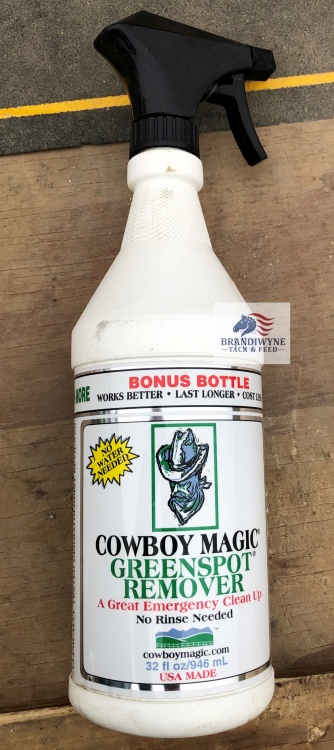 BRANDIWYNE
TACK & FEED
MORE
BONUS BOTTLE
WORKS BETTER • LAST LONGER • COST LES
NO
WATER
NEEDED
COWBOY MAGIC®
GREENSPOT®
REMOVER
A Great Emergency Clean Up
No Rinse Needed
cowboymagic.com
32 fl oz/946 mL
USA MADE